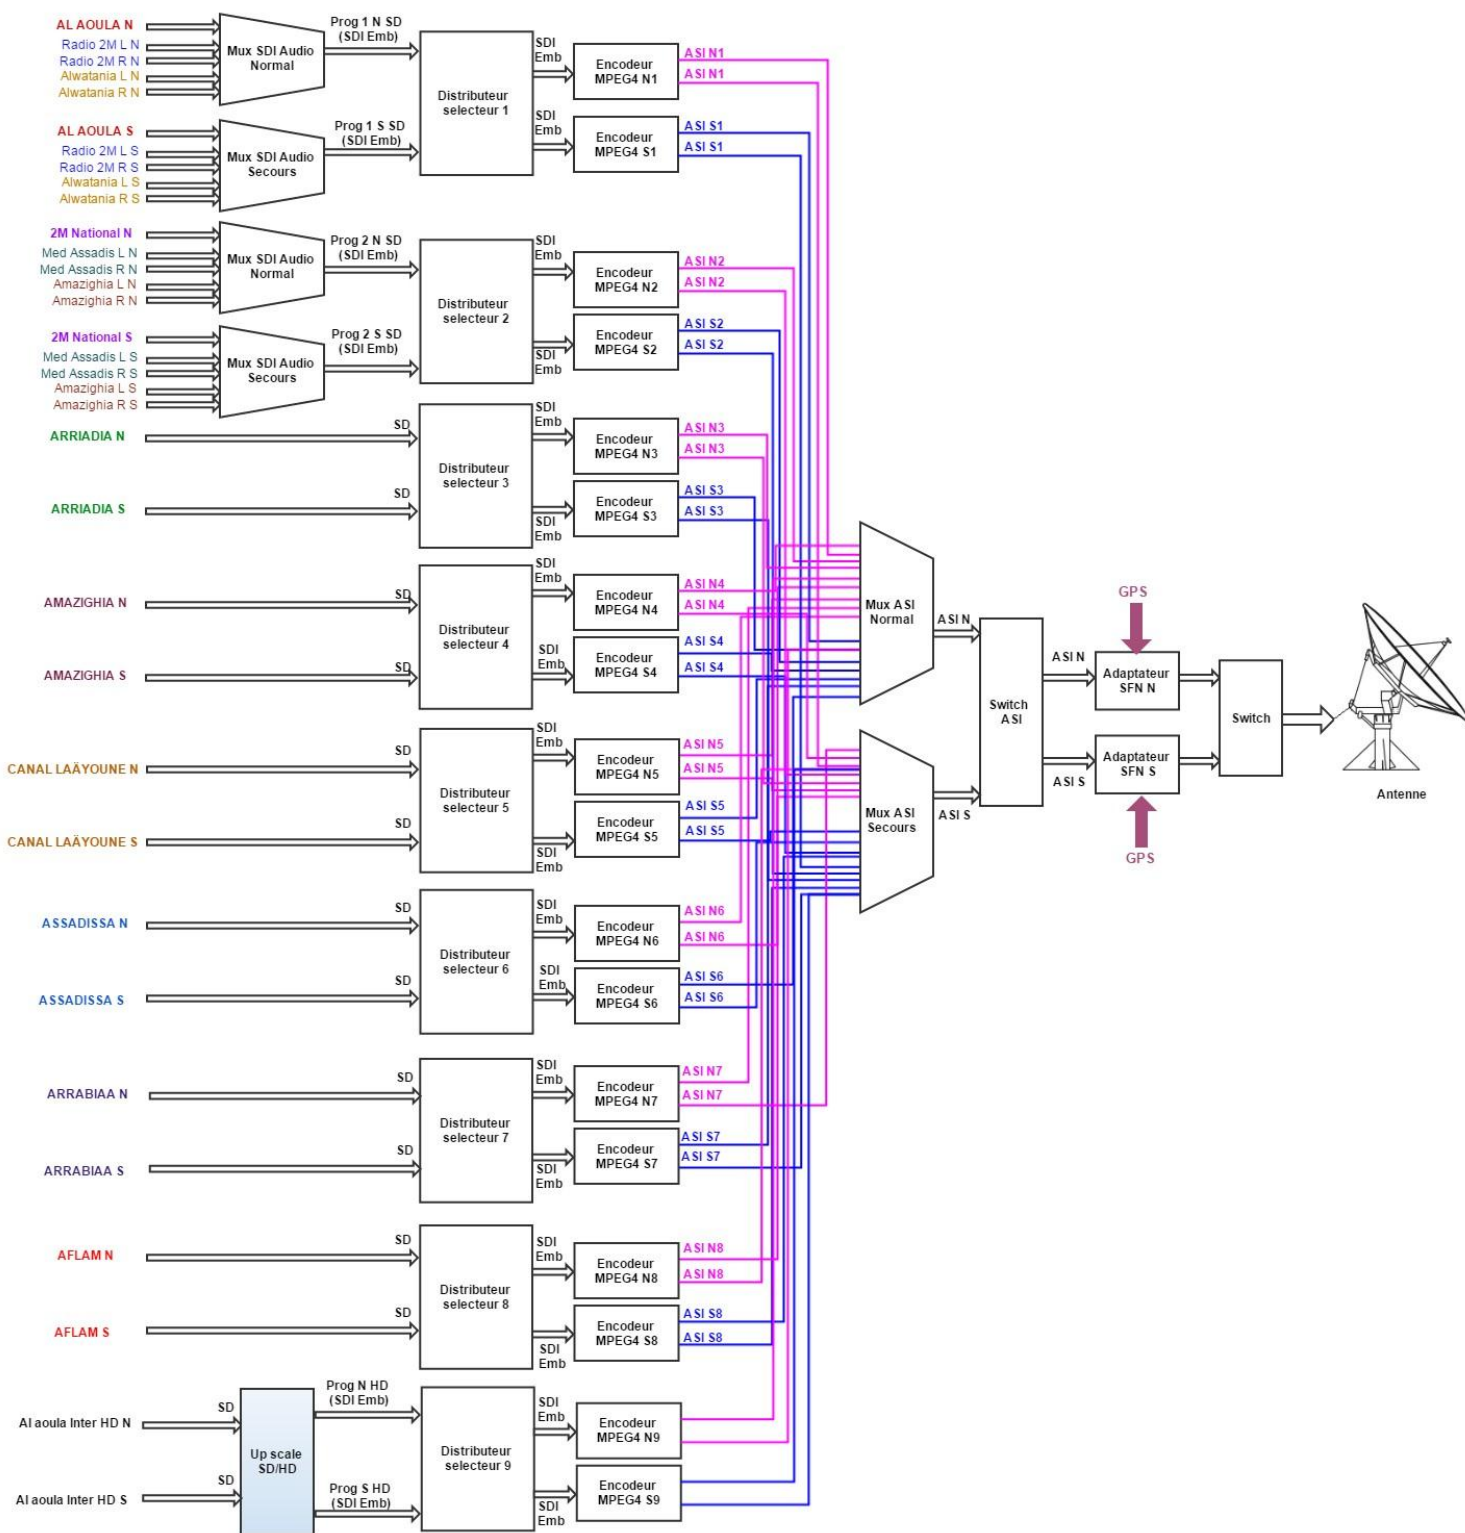 AL AOULA N
Radio 2M L N
Radio 2M R N
Alwatania L N
Alwatania R N
Mux SDI Audio
Normal
Prog 1 N SD
(SDI Emb)
AL AOULA S
Radio 2M L S
Radio 2M R S
Alwatania L S
Alwatania R S
Mux SDI Audio
Secours
Prog 1 S SD
(SDI Emb)
Distributeur
selecteur 1
SDI
Emb
Encodeur
MPEG4 N1
ASI N1
ASI N1
SDI
Emb
Encodeur
MPEG4 S1
ASI S1
ASI S1
2M National N
Med Assadis L N
Med Assadis R N
Amazighia L N
Amazighia R N
Mux SDI Audio
Normal
Prog 2 N SD
(SDI Emb)
2M National S
Med Assadis L S
Med Assadis R S
Amazighia L S
Amazighia R S
Mux SDI Audio
Secours
Prog 2 S SD
(SDI Emb)
Distributeur
selecteur 2
SDI
Emb
Encodeur
MPEG4 N2
ASI N2
ASI N2
SDI
Emb
Encodeur
MPEG4 S2
ASI S2
ASI S2
ARRIADIA N
SD
ARRIADIA S
SD
Distributeur
selecteur 3
SDI
Emb
Encodeur
MPEG4 N3
ASI N3
ASI N3
SDI
Emb
Encodeur
MPEG4 S3
ASI S3
ASI S3
AMAZIGHIA N
SD
AMAZIGHIA S
SD
Distributeur
selecteur 4
SDI
Emb
Encodeur
MPEG4 N4
ASI N4
ASI N4
SDI
Emb
Encodeur
MPEG4 S4
ASI S4
ASI S4
CANAL LAÄYOUNE N
SD
CANAL LAÄYOUNE S
SD
Distributeur
selecteur 5
SDI
Emb
Encodeur
MPEG4 N5
ASI N5
ASI N5
SDI
Emb
Encodeur
MPEG4 S5
ASI S5
ASI S5
ASSADISSA N
SD
ASSADISSA S
SD
Distributeur
selecteur 6
SDI
Emb
Encodeur
MPEG4 N6
ASI N6
ASI N6
SDI
Emb
Encodeur
MPEG4 S6
ASI S6
ASI S6
ARRABIAA N
SD
ARRABIAA S
SD
Distributeur
selecteur 7
SDI
Emb
Encodeur
MPEG4 N7
ASI N7
ASI N7
SDI
Emb
Encodeur
MPEG4 S7
ASI S7
ASI S7
AFLAM N
SD
AFLAM S
SD
Distributeur
selecteur 8
SDI
Emb
Encodeur
MPEG4 N8
ASI N8
ASI N8
SDI
Emb
Encodeur
MPEG4 S8
ASI S8
ASI S8
Al aoula Inter HD N
SD
Al aoula Inter HD S
SD
Up scale
SD/HD
Prog N HD
(SDI Emb)
Prog S HD
(SDI Emb)
Distributeur
selecteur 9
SDI
Emb
Encodeur
MPEG4 N9
SDI
Emb
Encodeur
MPEG4 S9
Mux ASI
Normal
ASI N
Mux ASI
Secours
ASI S
Switch
ASI
ASI N
GPS
Adaptateur
SFN N
ASI S
Adaptateur
SFN S
GPS
Switch
Antenne